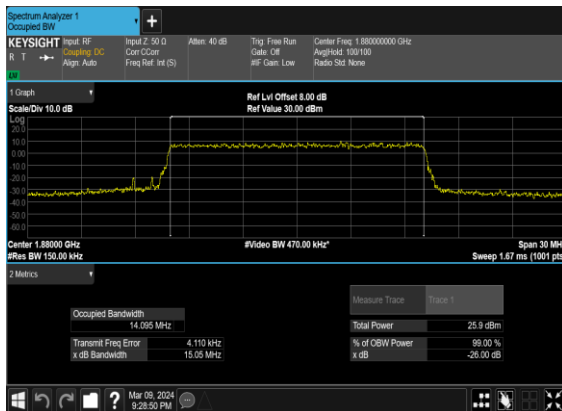 Spectrum Analyzer 1
Occupied BW
KEYSIGHT
R T
Input: RF
Coupling: DC
Align: Auto
Input Z: 50 Ω
Corr CCorr
Freq Ref: Int (S)
Atten: 40 dB
Trig: Free Run
Gate: Off
#IF Gain: Low
Center Freq: 1.880000000 GHz
Avg|Hold: 100/100
Radio Std: None
1 Graph
Scale/Div 10.0 dB
Ref Lvl Offset 8.00 dB
Ref Value 30.00 dBm
Log
20.0
10.0
0.00
-10.0
-20.0
-30.0
-40.0
-50.0
-60.0
Center 1.88000 GHz
#Res BW 150.00 kHz
#Video BW 470.00 kHz*
Span 30 MH
Sweep 1.67 ms (1001 pts
2 Metrics
Measure Trace Trace 1
Occupied Bandwidth
14.095 MHz
Total Power 25.9 dBm
Transmit Freq Error 4.110 kHz
% of OBW Power 99.00 %
x dB Bandwidth 15.05 MHz
x dB -26.00 dB
?
Mar 09, 2024
9:28:50 PM